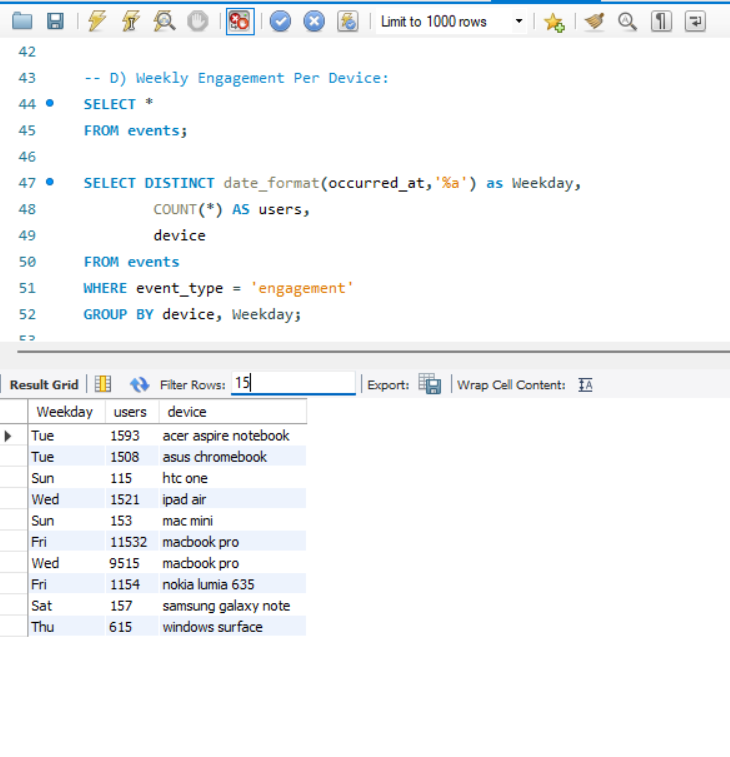 Limit to 1000 rows
42
43 -- D) Weekly Engagement Per Device:
44 SELECT *
45 FROM events;
46
47 SELECT DISTINCT date_format(occurred_at,'%a') as Weekday,
48 COUNT(*) AS users,
49 device
50 FROM events
51 WHERE event_type = 'engagement'
52 GROUP BY device, Weekday;
53
Result Grid Filter Rows: 15 Export: Wrap Cell Content: IA
Weekday users device
Tue 1593 acer aspire notebook
Tue 1508 asus chromebook
Sun 115 htc one
Wed 1521 ipad air
Sun 153 mac mini
Fri 11532 macbook pro
Wed 9515 macbook pro
Fri 1154 nokia lumia 635
Sat 157 samsung galaxy note
Thu 615 windows surface